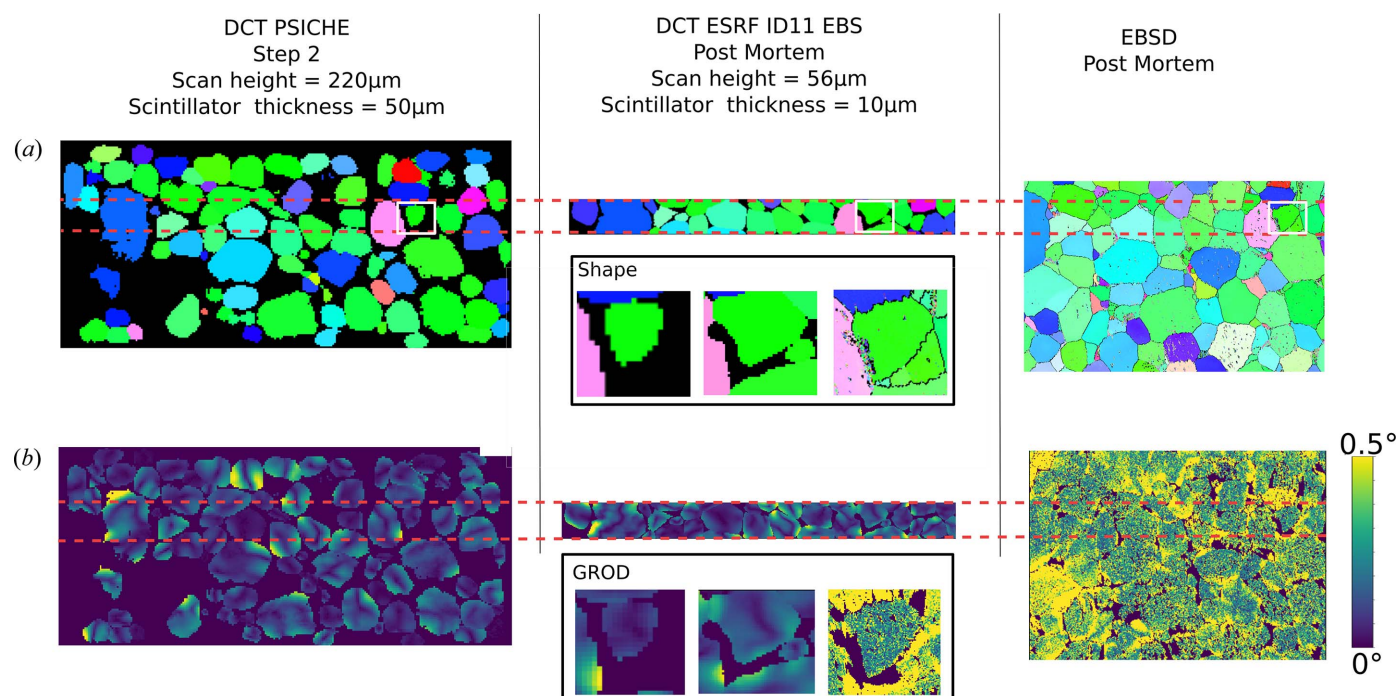 DCT PSICHE
Step 2
Scan height = 220μm
Scintillator thickness = 50μm
DCT ESRF ID11 EBS
Post Mortem
Scan height = 56μm
Scintillator thickness = 10μm
EBSD
Post Mortem
(a)
Shape
(b)
0.5°
0°
GROD